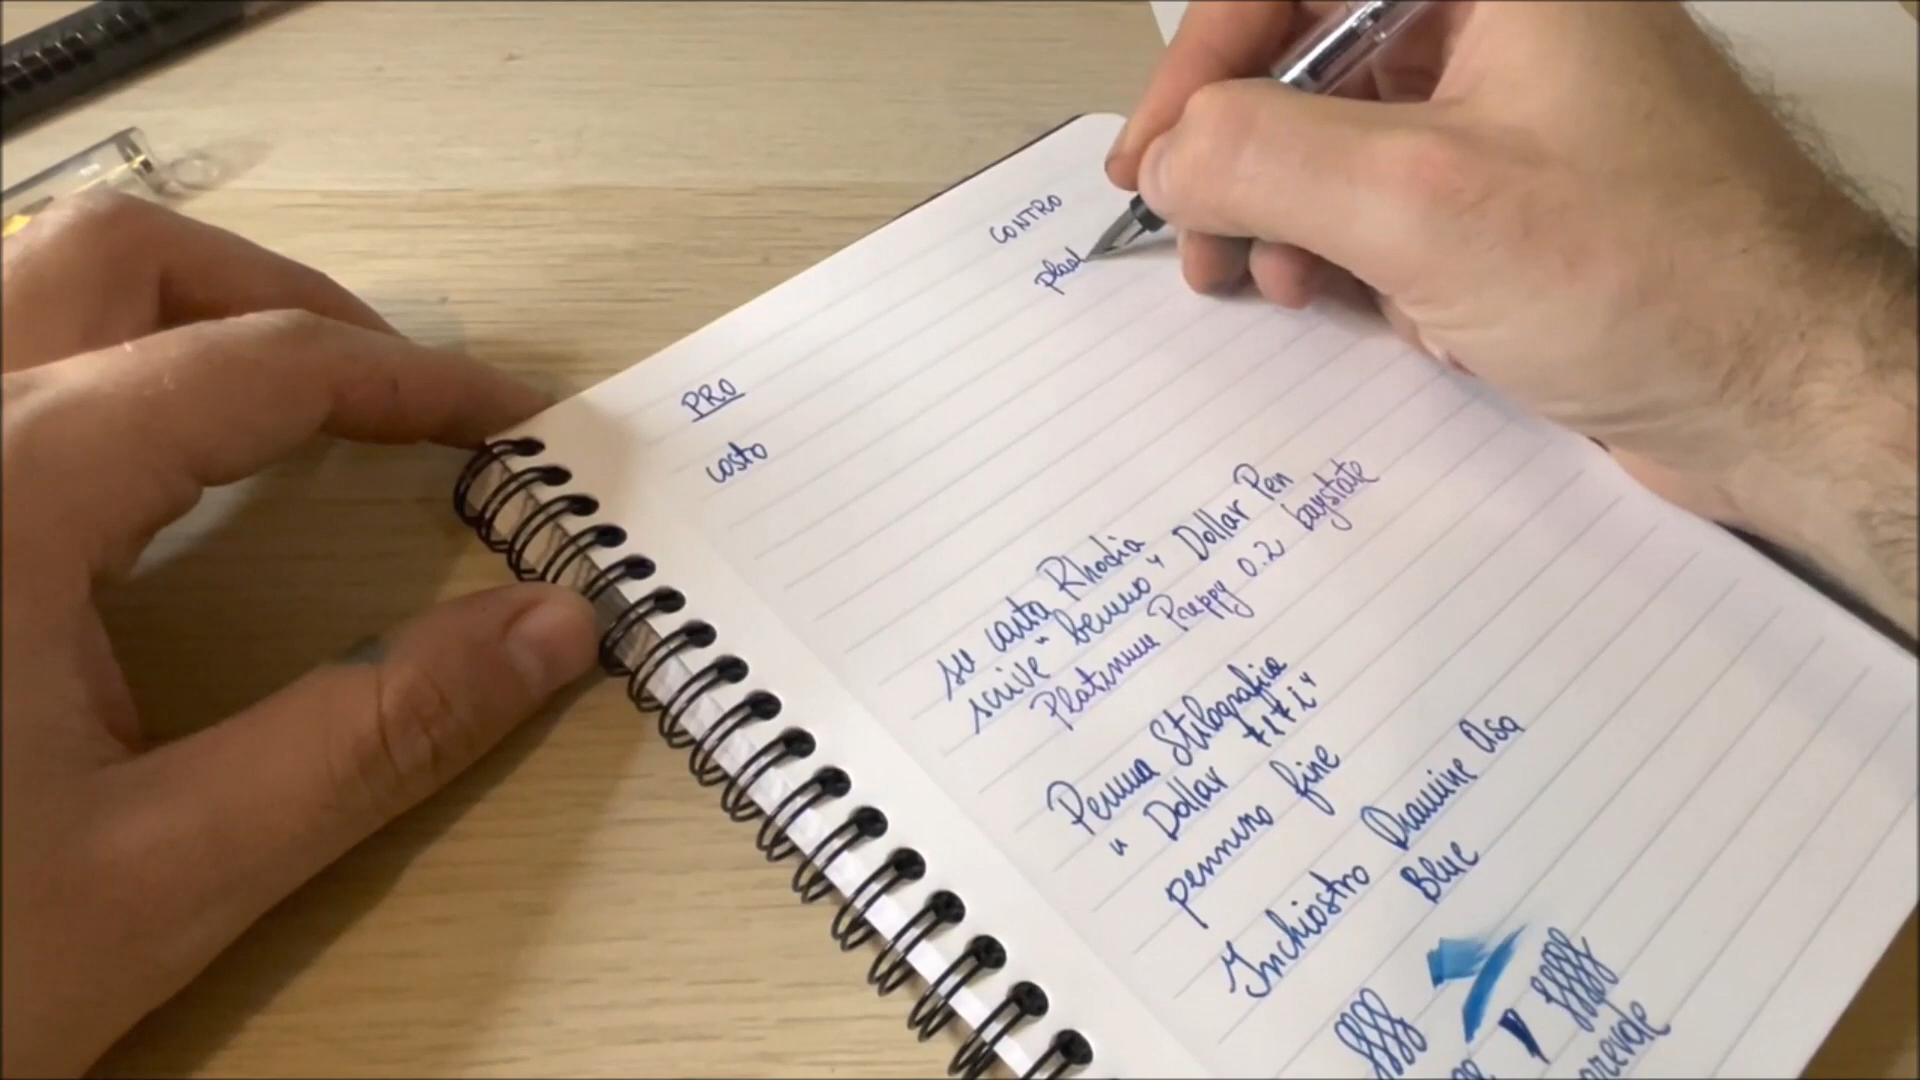 CONTRO
plast
PRO
costo
su carta Rhodia
scrive "benino" Dollar Pen
Platinum Preppy 0.2 baystate
Penna Stilografica
"Dollar 717 i"
pennino fine
Inchiostro Diamine Asa
Blue